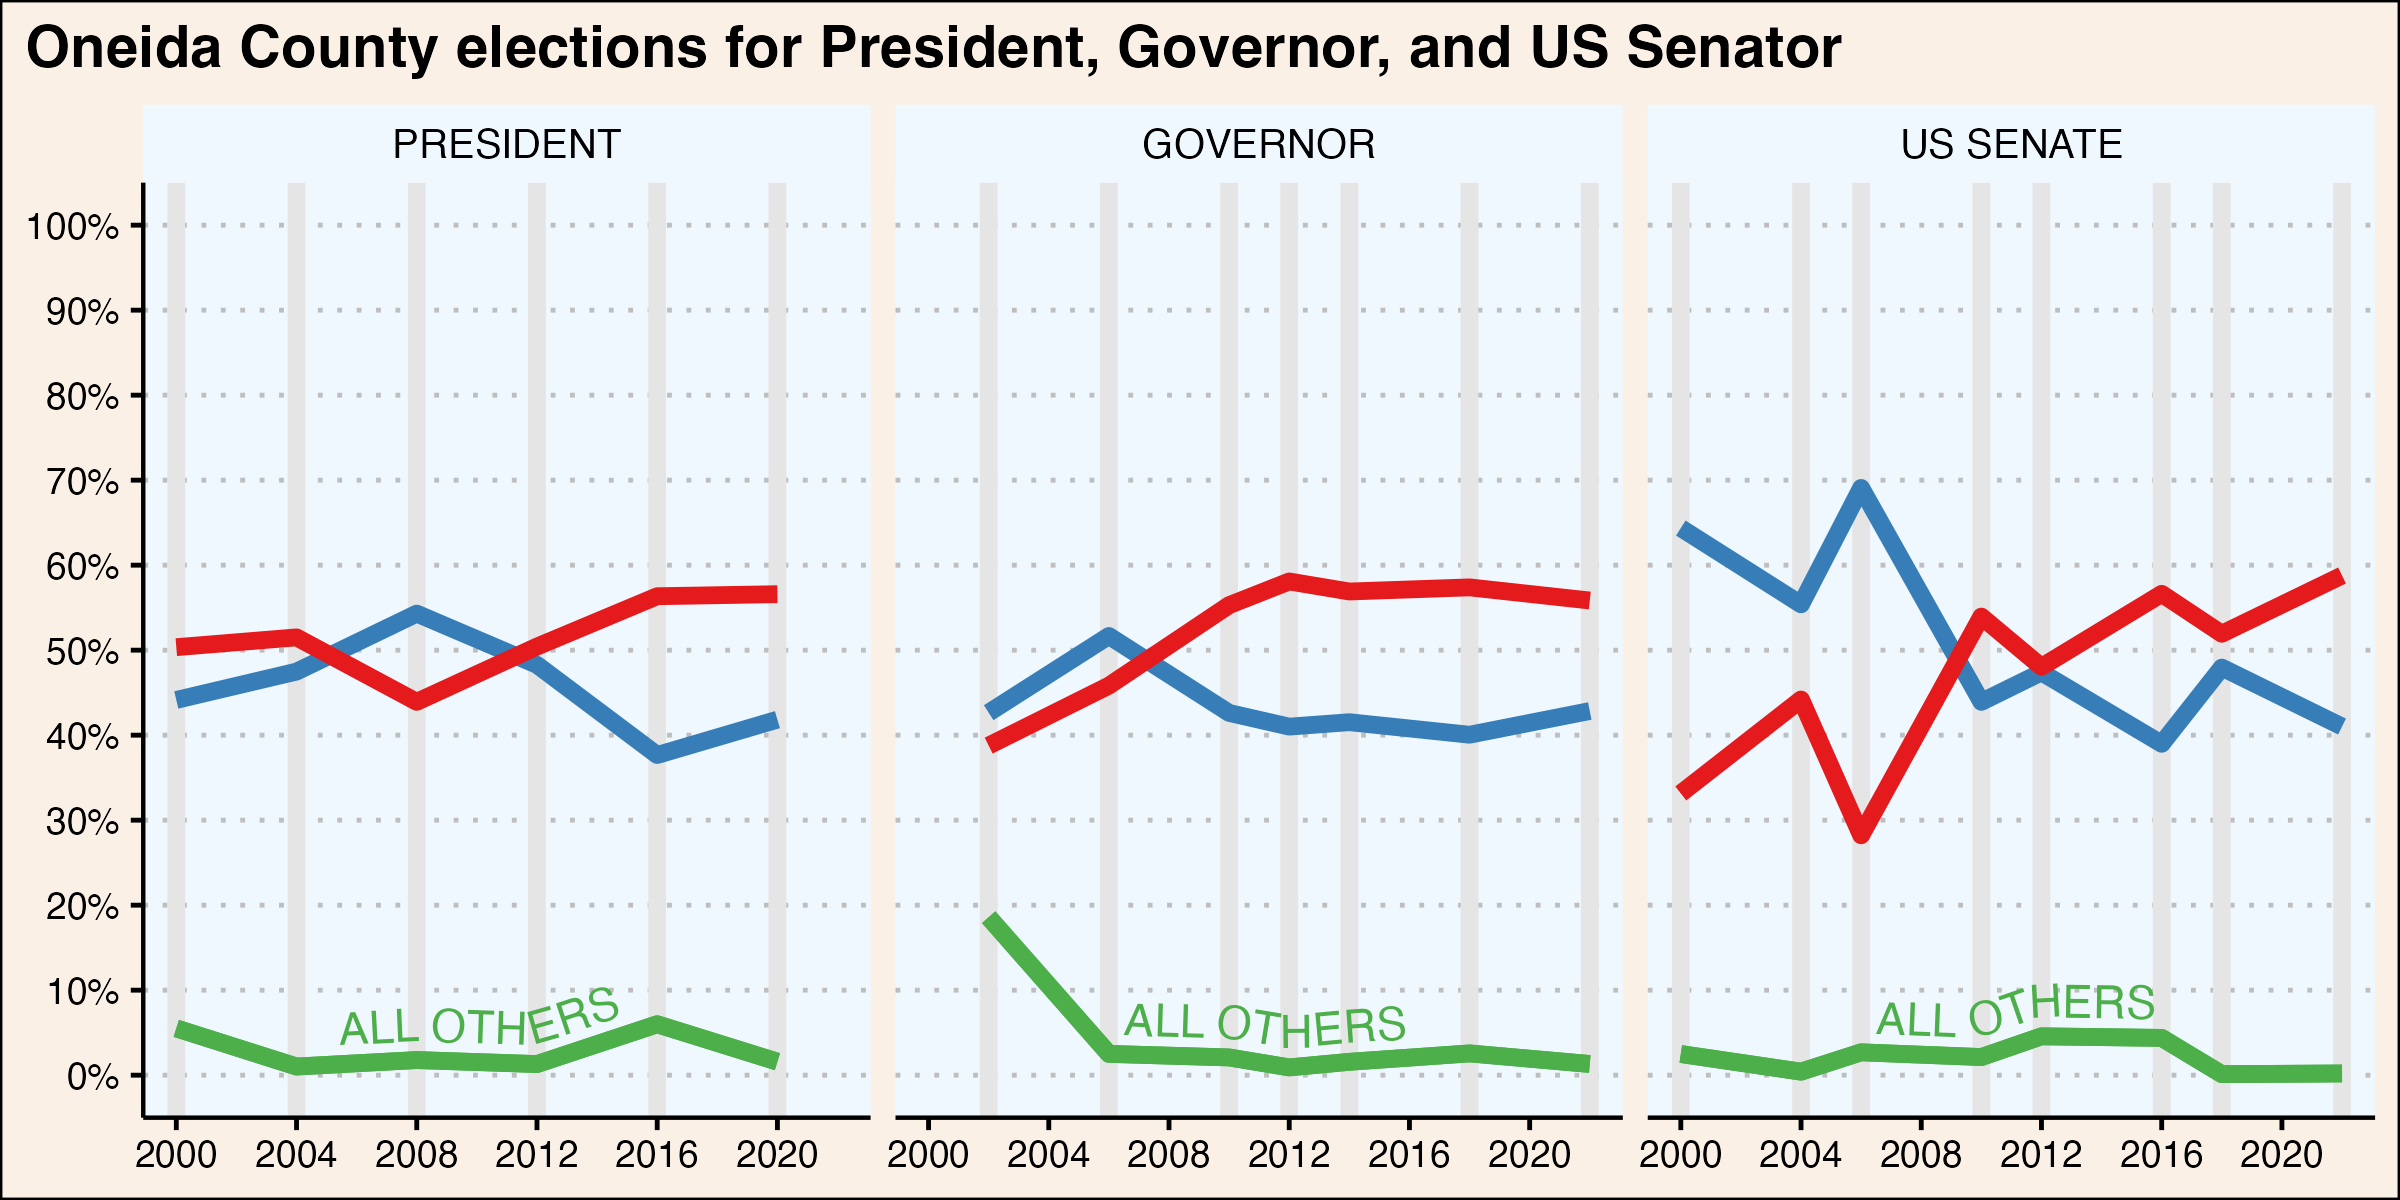 Oneida County elections for President, Governor, and US Senator
PRESIDENT
GOVERNOR
US SENATE
100%
90%
80%
70%
60%
50%
40%
30%
20%
10%
0%
ALL OTHERS
ALL OTHERS
ALL OTHERS
2000 2004 2008 2012 2016 2020
2000 2004 2008 2012 2016 2020
2000 2004 2008 2012 2016 2020